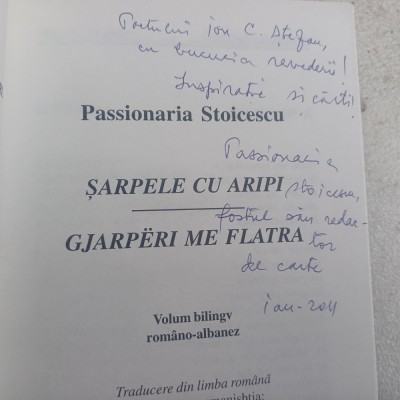 Poetului Ion C. Ștefan,
cu bucuria revederii!
Inspirație și cărți!
Passionaria Stoicescu
Passionaria
Stoicescu,
ȘARPELE CU ARIPI
fostul său redac-
tor
GJARPËRI ME FLATRA
de carte
ian-2011
Volum bilingv
româno-albanez
Traducere din limba română